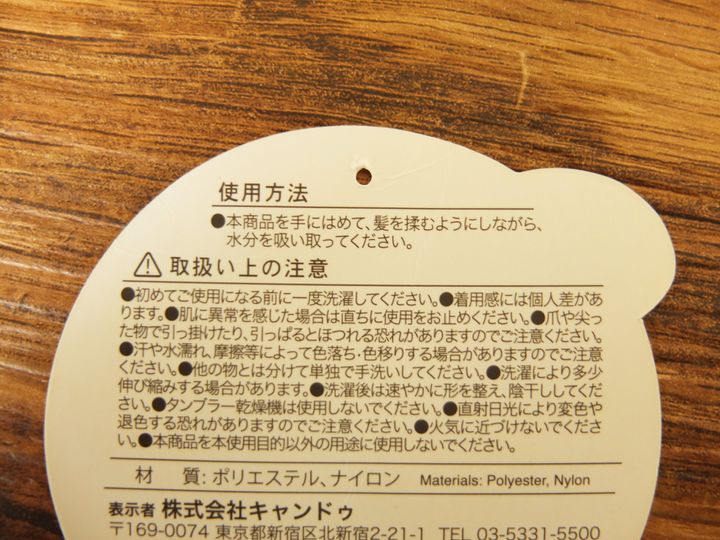 使用方法
●本商品を手にはめて、髪を揉むようにしながら、
水分を吸い取ってください。
⚠ 取扱い上の注意
●初めてご使用になる前に一度洗濯してください。●着用感には個人差があり
ます。●肌に異常を感じた場合は直ちに使用をお止めください。●爪や尖っ
た物で引っ掛けたり、引っぱるとほつれる恐れがありますのでご注意ください。
●汗や水濡れ、摩擦等によって色落ち・色移りする場合がありますのでご注意
ください。●他の物とは分けて単独で手洗いしてください。●洗濯により多少
伸び縮みする場合があります。●洗濯後は速やかに形を整え、陰干ししてくだ
さい。●タンブラー乾燥機は使用しないでください。●直射日光により変色や
退色する恐れがありますのでご注意ください。●火気に近づけないでくださ
い。●本商品を本使用目的以外の用途に使用しないでください。
材 質：ポリエステル、ナイロン Materials: Polyester, Nylon
表示者 株式会社キャンドゥ
〒169-0074 東京都新宿区北新宿2-21-1 TEL 03-5331-5500